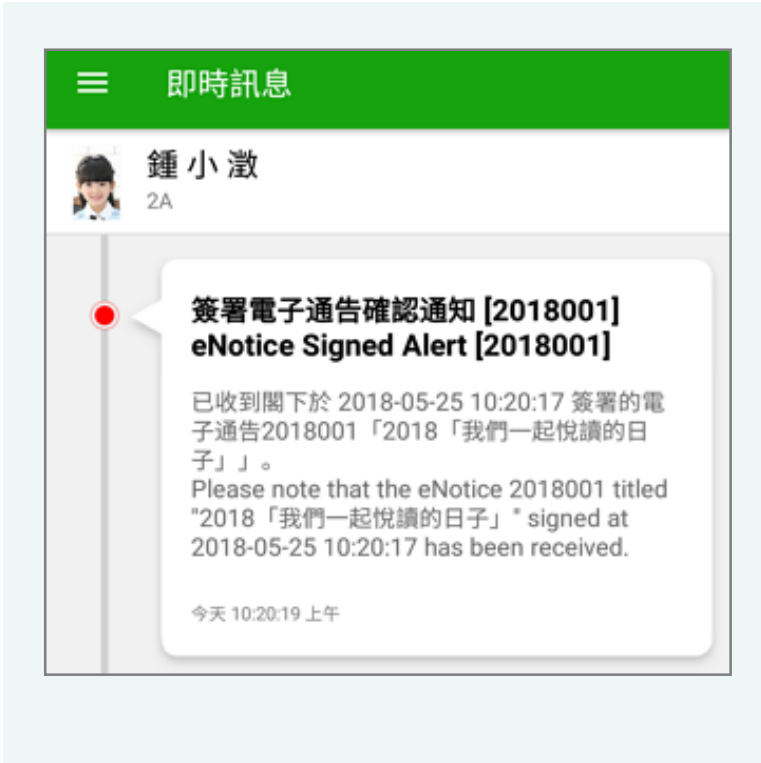 即時訊息
鍾小澂
2A
簽署電子通告確認通知 [2018001]
eNotice Signed Alert [2018001]
已收到閣下於 2018-05-25 10:20:17 簽署的電
子通告2018001「2018「我們一起悅讀的日
子」」。
Please note that the eNotice 2018001 titled
"2018「我們一起悅讀的日子」" signed at
2018-05-25 10:20:17 has been received.
今天 10:20:19 上午